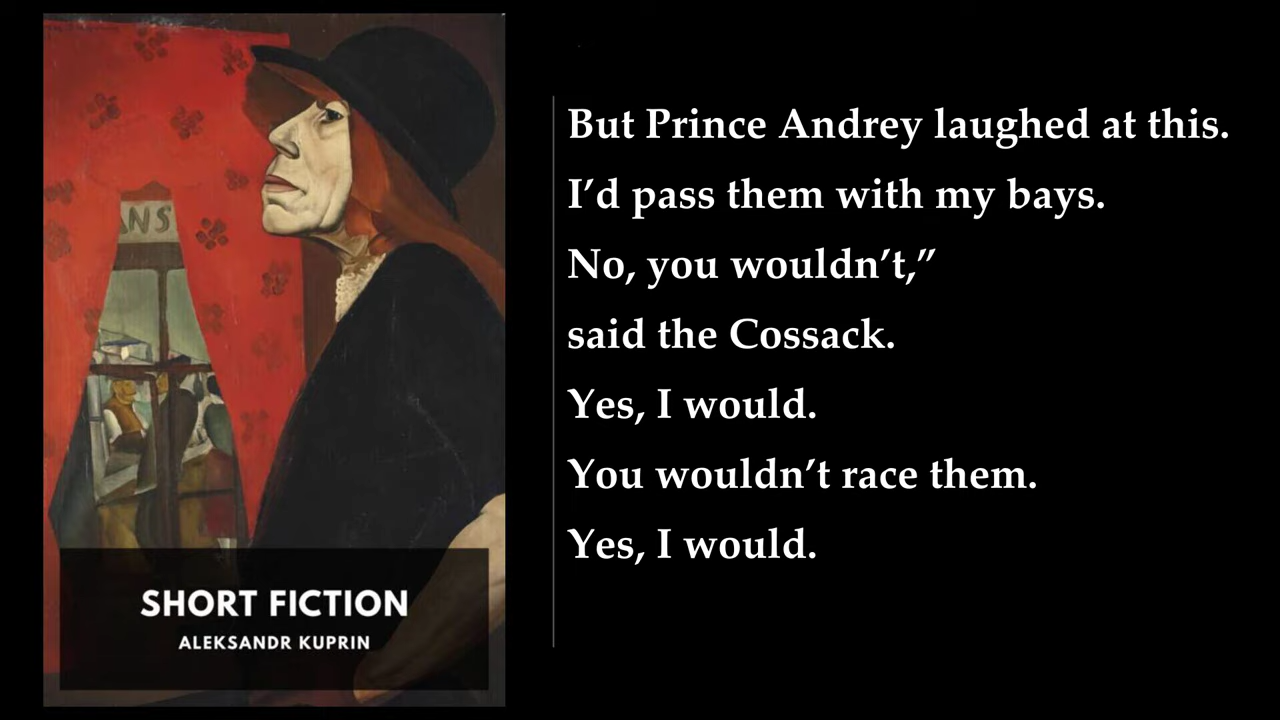 ANS
SHORT FICTION
ALEKSANDR KUPRIN
But Prince Andrey laughed at this.
I’d pass them with my bays.
No, you wouldn’t,”
said the Cossack.
Yes, I would.
You wouldn’t race them.
Yes, I would.